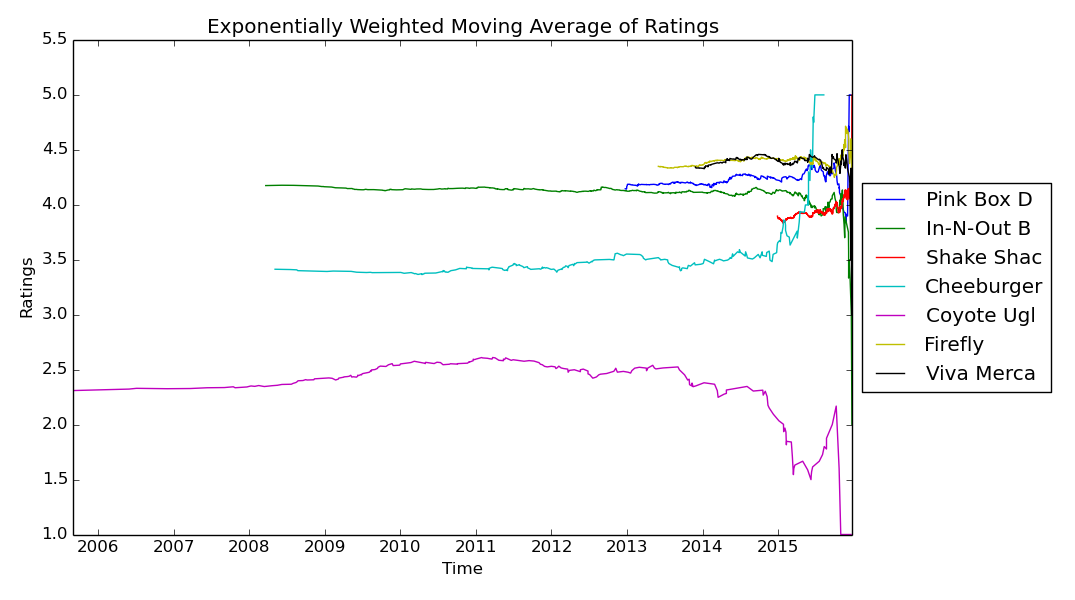 Exponentially Weighted Moving Average of Ratings
5.5
5.0
4.5
4.0
3.5
3.0
2.5
2.0
1.5
1.0
Ratings
2006 2007 2008 2009 2010 2011 2012 2013 2014 2015
Time
Pink Box D
In-N-Out B
Shake Shac
Cheeburger
Coyote Ugl
Firefly
Viva Merca